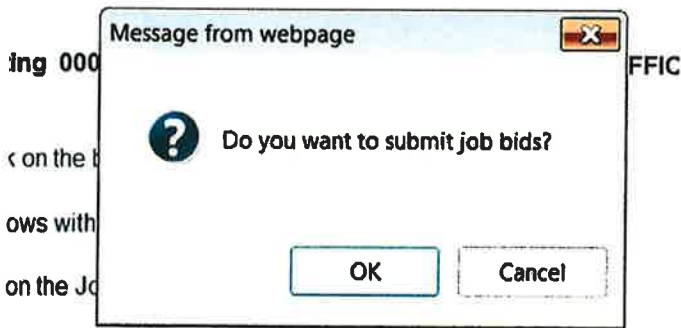 Message from webpage
ing 000 FFIC
Do you want to submit job bids?
on the
ows with
OK Cancel
on the Jo